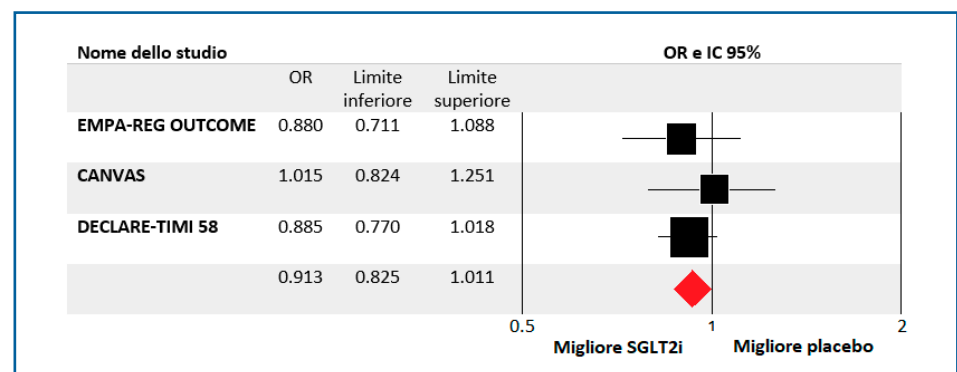 Nome dello studio OR e IC 95%
OR Limite inferiore Limite superiore
EMPA-REG OUTCOME 0.880 0.711 1.088
CANVAS 1.015 0.824 1.251
DECLARE-TIMI 58 0.885 0.770 1.018
0.913 0.825 1.011
0.5 1 2
Migliore SGLT2i Migliore placebo